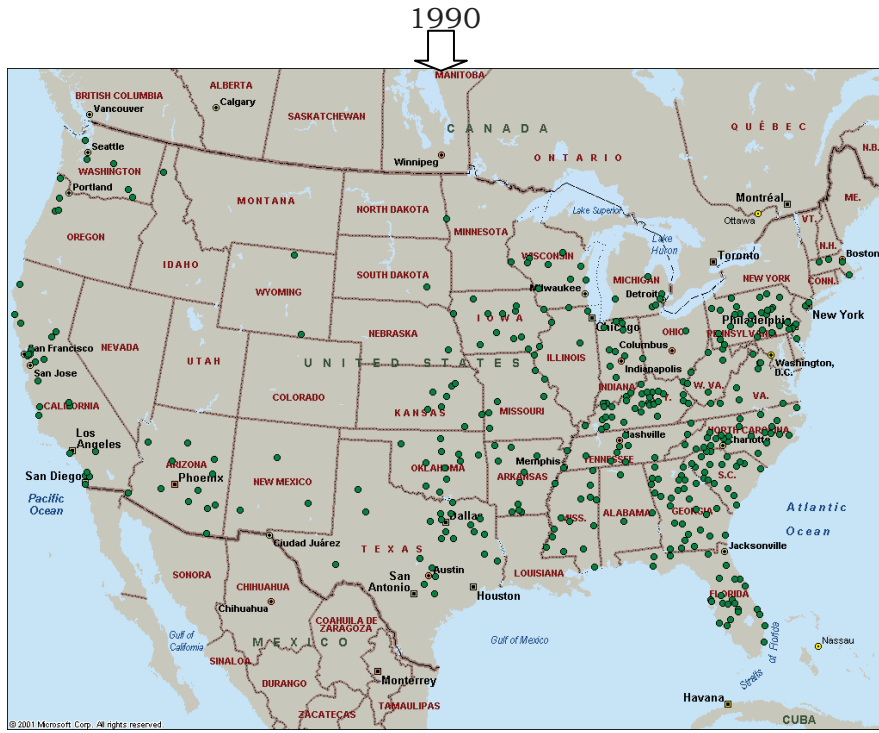 1990
MANITOBA
ALBERTA
BRITISH COLUMBIA
Calgary
Vancouver
SASKATCHEWAN
C A N A D A
QUÉBEC
N.B.
Seattle
Winnipeg
ONTARIO
WASHINGTON
Portland
MONTANA
NORTH DAKOTA
MINNESOTA
Lake Superior
Montréal
Ottawa
ME.
VT.
N.H.
OREGON
IDAHO
WISCONSIN
Lake
Huron
Toronto
Boston
SOUTH DAKOTA
MICHIGAN
NEW YORK
CONN.
WYOMING
Milwaukee
Detroit
IOWA
Chicago
Philadelphia
New York
NEVADA
NEBRASKA
OHIO
PENNSYLVA
San Francisco
UTAH
U N I T E D   S T A T E S
ILLINOIS
Columbus
Indianapolis
Washington,
D.C.
San Jose
COLORADO
INDIANA
W. VA.
VA.
CALIFORNIA
KANSAS
MISSOURI
Los
Angeles
Nashville
NORTH CAROLINA
Charlotte
ARIZONA
Phoenix
NEW MEXICO
OKLAHOMA
Memphis
TENNESSEE
ARKANSAS
S.C.
San Diego
Pacific
Ocean
Dallas
MISS.
ALABAMA
GEORGIA
Atlantic
Ocean
Ciudad Juárez
TEXAS
Jacksonville
SONORA
CHIHUAHUA
San
Antonio
Austin
Houston
LOUISIANA
FLORIDA
Chihuahua
COAHUILA DE
ZARAGOZA
Gulf of
California
M E X I C O
Gulf of Mexico
Straits of Florida
Nassau
SINALOA
DURANGO
Monterrey
TAMAULIPAS
ZACATECAS
Havana
CUBA
© 2001 Microsoft Corp. All rights reserved.